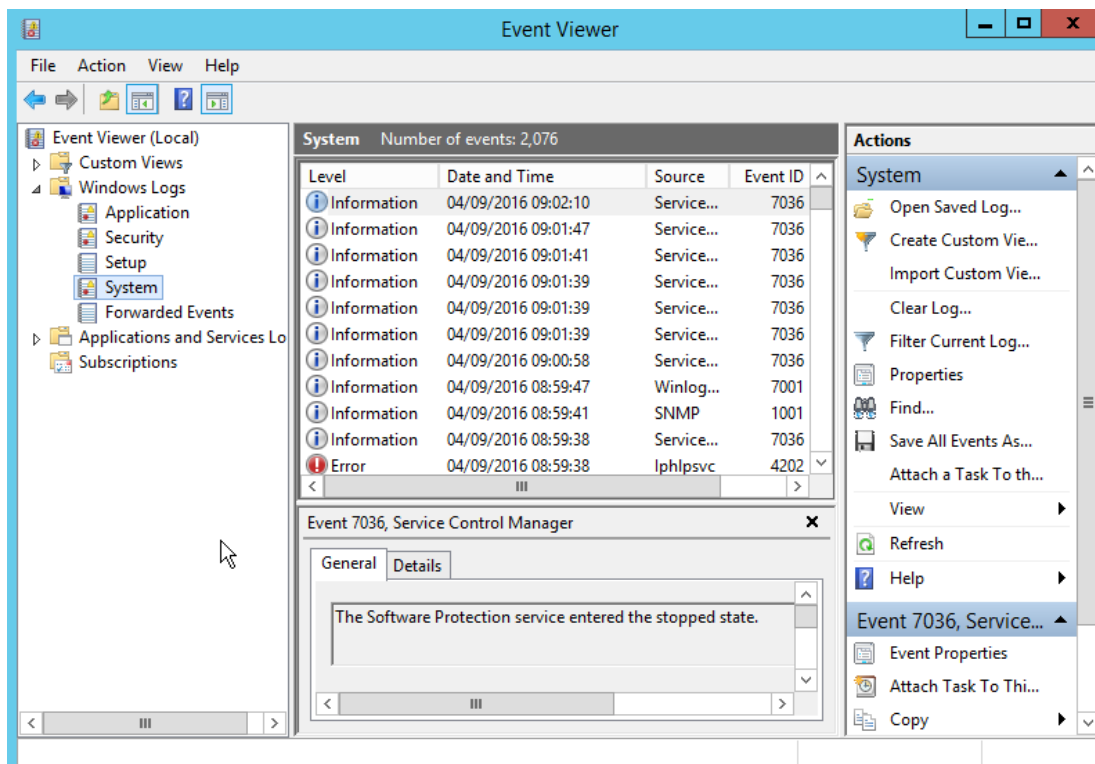 Event Viewer
File Action View Help
Event Viewer (Local)
Custom Views
Windows Logs
Application
Security
Setup
System
Forwarded Events
Applications and Services Lo
Subscriptions
System Number of events: 2,076
Level Date and Time Source Event ID
Information 04/09/2016 09:02:10 Service... 7036
Information 04/09/2016 09:01:47 Service... 7036
Information 04/09/2016 09:01:41 Service... 7036
Information 04/09/2016 09:01:39 Service... 7036
Information 04/09/2016 09:01:39 Service... 7036
Information 04/09/2016 09:01:39 Service... 7036
Information 04/09/2016 09:00:58 Service... 7036
Information 04/09/2016 08:59:47 Winlog... 7001
Information 04/09/2016 08:59:41 SNMP 1001
Information 04/09/2016 08:59:38 Service... 7036
Error 04/09/2016 08:59:38 Iphlpsvc 4202
Event 7036, Service Control Manager
General Details
The Software Protection service entered the stopped state.
Actions
System
Open Saved Log...
Create Custom Vie...
Import Custom Vie...
Clear Log...
Filter Current Log...
Properties
Find...
Save All Events As...
Attach a Task To th...
View
Refresh
Help
Event 7036, Service...
Event Properties
Attach Task To Thi...
Copy